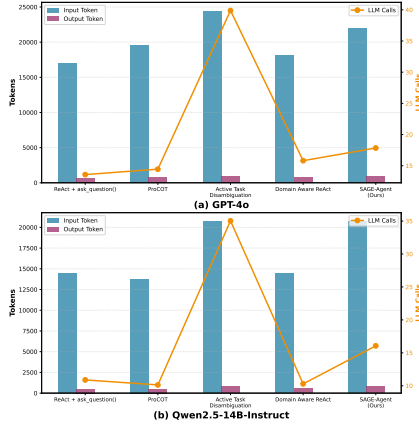 Input Token
Output Token
LLM Calls
25000
20000
15000
10000
5000
0
Tokens
40
35
30
25
20
15
LLM Calls
ReAct + ask_question()
ProCOT
Active Task
Disambiguation
Domain Aware ReAct
SAGE-Agent
(Ours)
(a) GPT-4o
Input Token
Output Token
LLM Calls
20000
17500
15000
12500
10000
7500
5000
2500
0
Tokens
35
30
25
20
15
10
LLM Calls
ReAct + ask_question()
ProCOT
Active Task
Disambiguation
Domain Aware ReAct
SAGE-Agent
(Ours)
(b) Qwen2.5-14B-Instruct